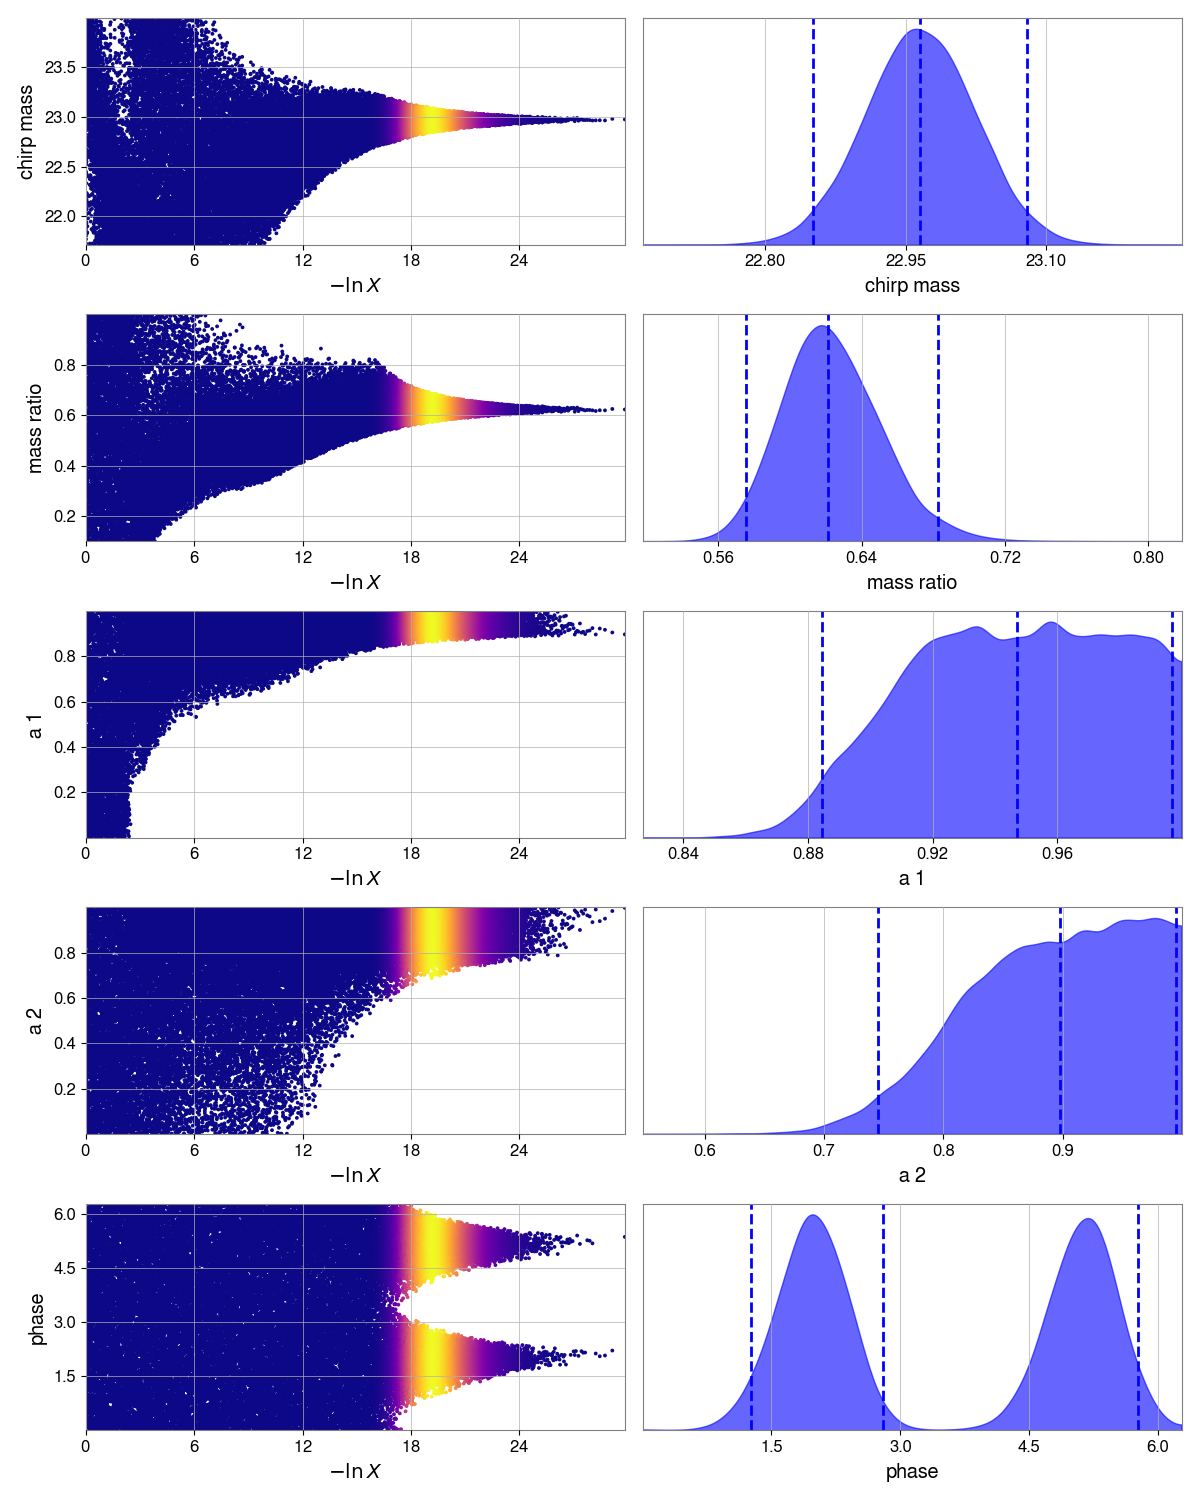 chirp mass
23.5
23.0
22.5
22.0
0 6 12 18 24
−ln X
22.80 22.95 23.10
chirp mass
mass ratio
0.8
0.6
0.4
0.2
0 6 12 18 24
−ln X
0.56 0.64 0.72 0.80
mass ratio
a 1
0.8
0.6
0.4
0.2
0 6 12 18 24
−ln X
0.84 0.88 0.92 0.96
a 1
a 2
0.8
0.6
0.4
0.2
0 6 12 18 24
−ln X
0.6 0.7 0.8 0.9
a 2
phase
6.0
4.5
3.0
1.5
0 6 12 18 24
−ln X
1.5 3.0 4.5 6.0
phase